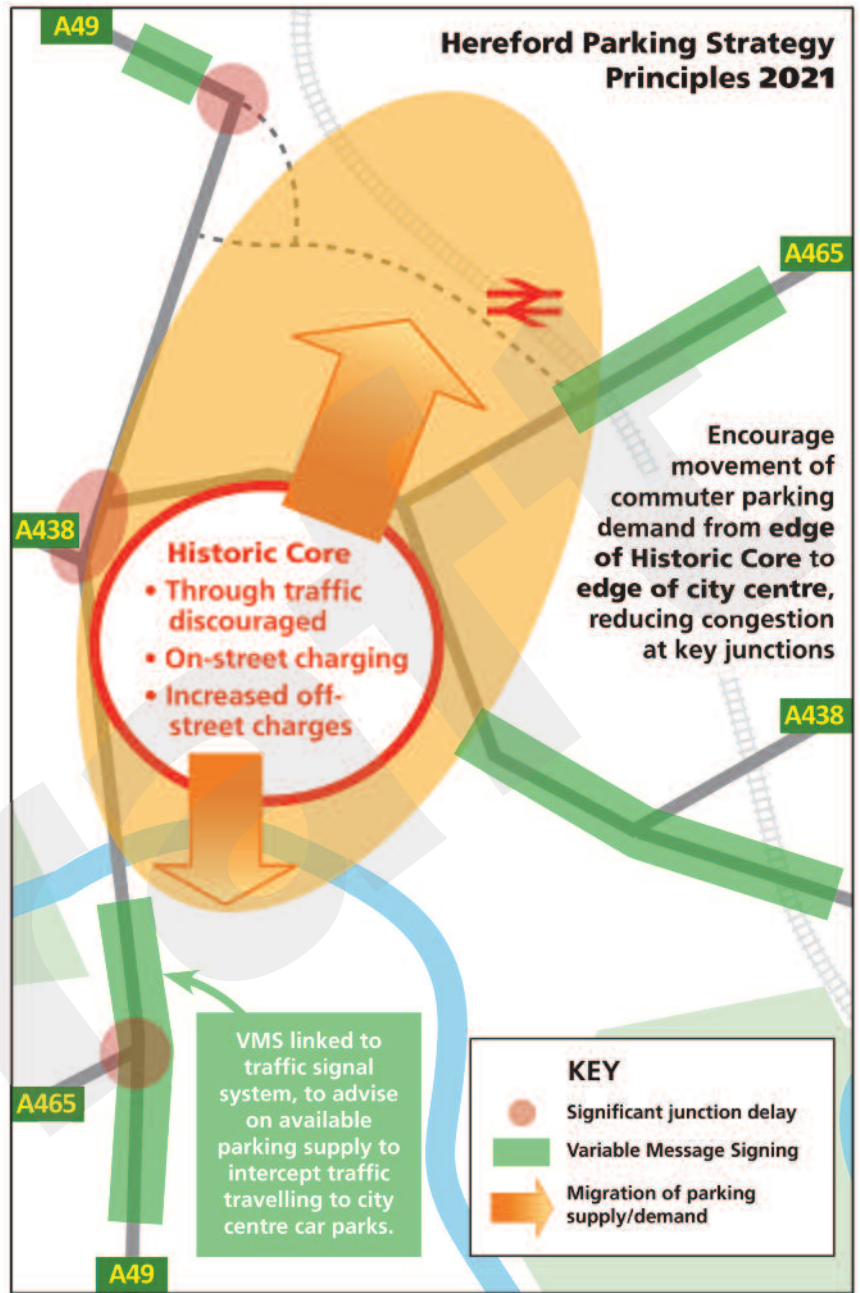 A49
Hereford Parking Strategy
Principles 2021
A465
Encourage
movement of
commuter parking
demand from edge
of Historic Core to
edge of city centre,
reducing congestion
at key junctions
A438
Historic Core
• Through traffic
discouraged
• On-street charging
• Increased off-
street charges
A438
VMS linked to
traffic signal
system, to advise
on available
parking supply to
intercept traffic
travelling to city
centre car parks.
A465
A49
KEY
Significant junction delay
Variable Message Signing
Migration of parking
supply/demand